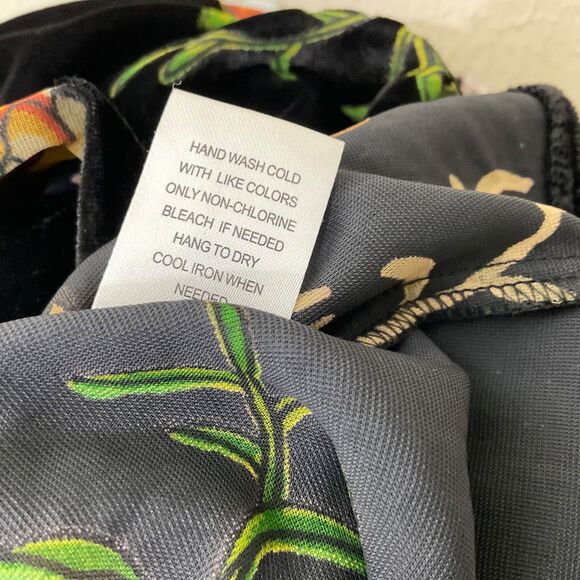 HAND WASH COLD
WITH LIKE COLORS
ONLY NON-CHLORINE
BLEACH IF NEEDED
HANG TO DRY
COOL IRON WHEN
NEEDED